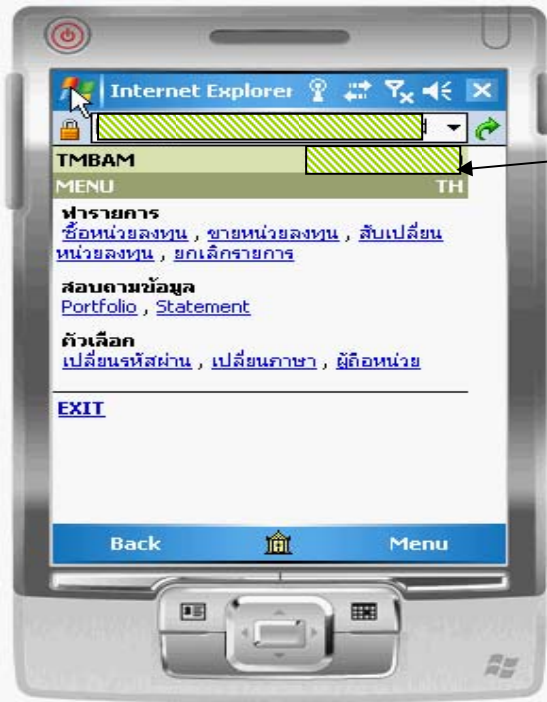 Internet Explorer
TMBAM
MENU TH
ทำรายการ
ซื้อหน่วยลงทุน , ขายหน่วยลงทุน , สับเปลี่ยน
หน่วยลงทุน , ยกเลิกรายการ
สอบถามข้อมูล
Portfolio , Statement
ตัวเลือก
เปลี่ยนรหัสผ่าน , เปลี่ยนภาษา , ผู้ถือหน่วย
EXIT
Back Menu